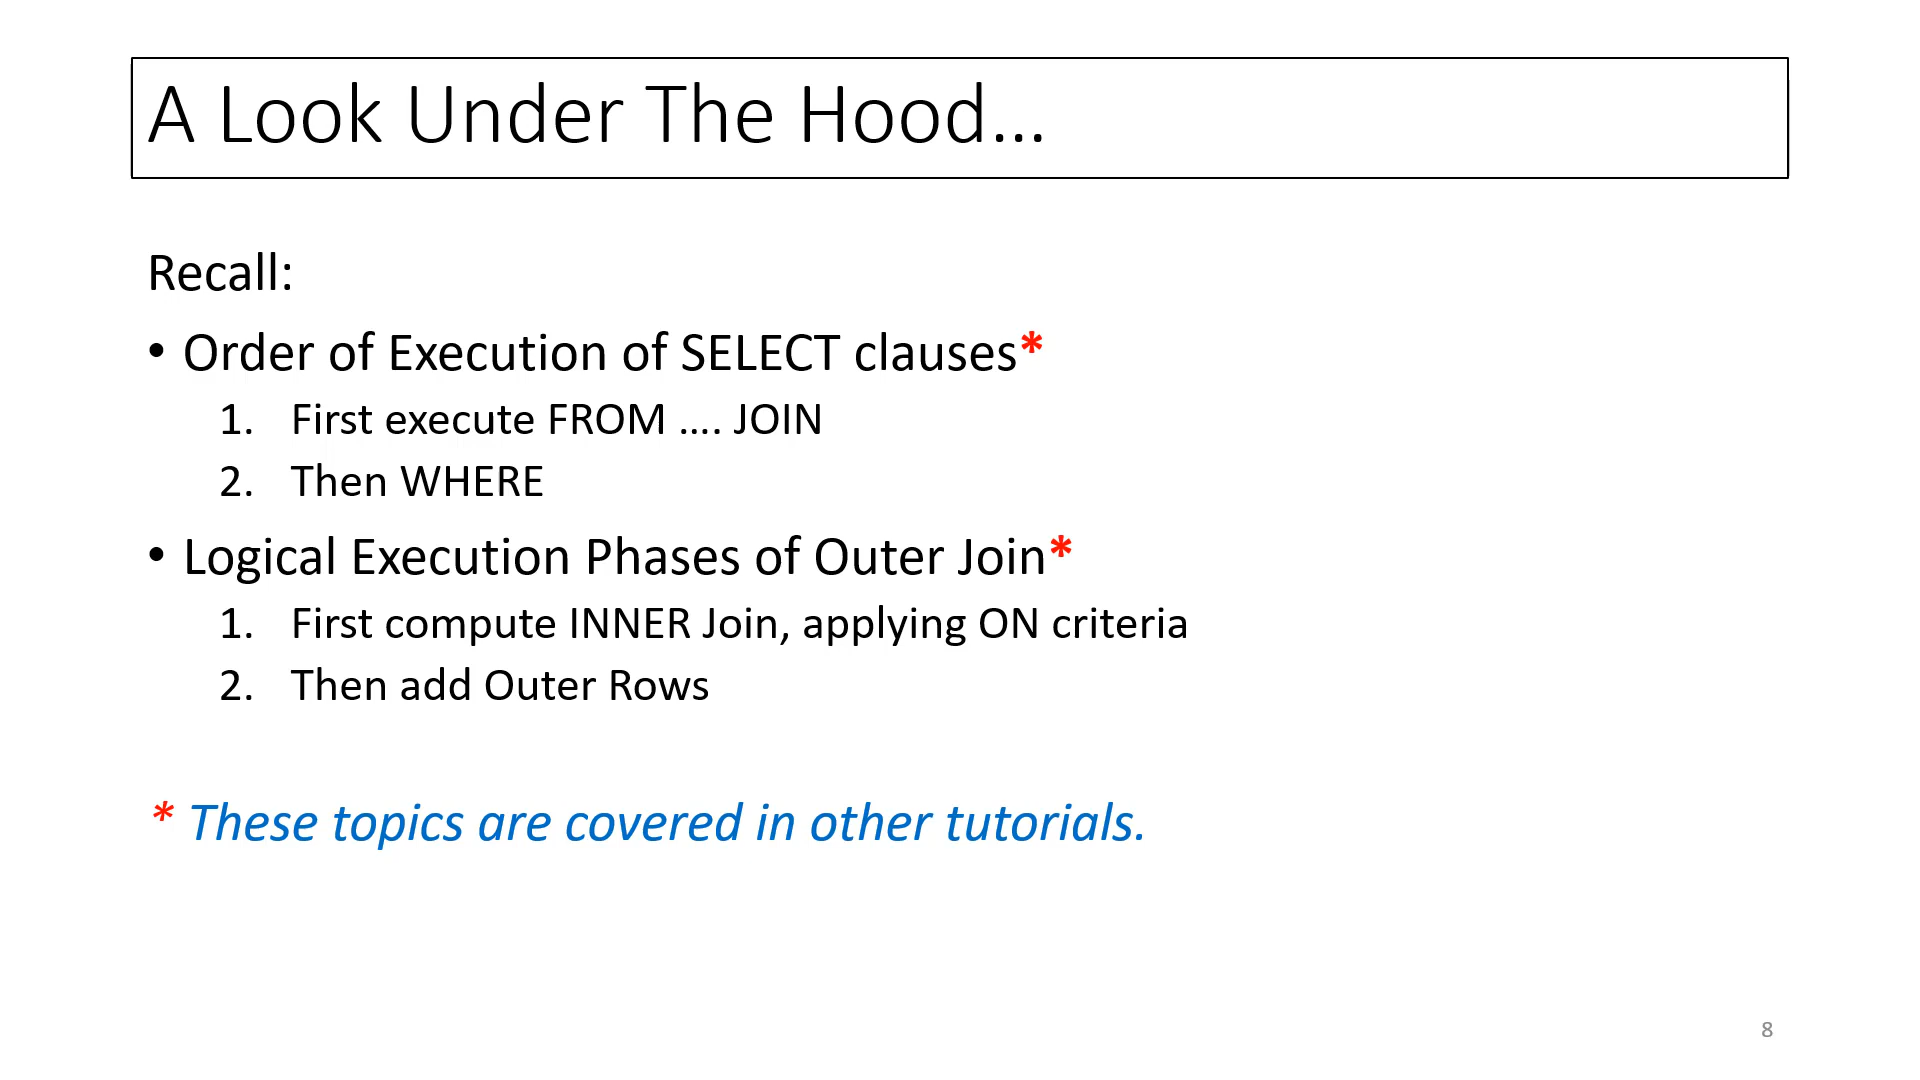 A Look Under The Hood…
Recall:
• Order of Execution of SELECT clauses*
1. First execute FROM …. JOIN
2. Then WHERE
• Logical Execution Phases of Outer Join*
1. First compute INNER Join, applying ON criteria
2. Then add Outer Rows
* These topics are covered in other tutorials.
8